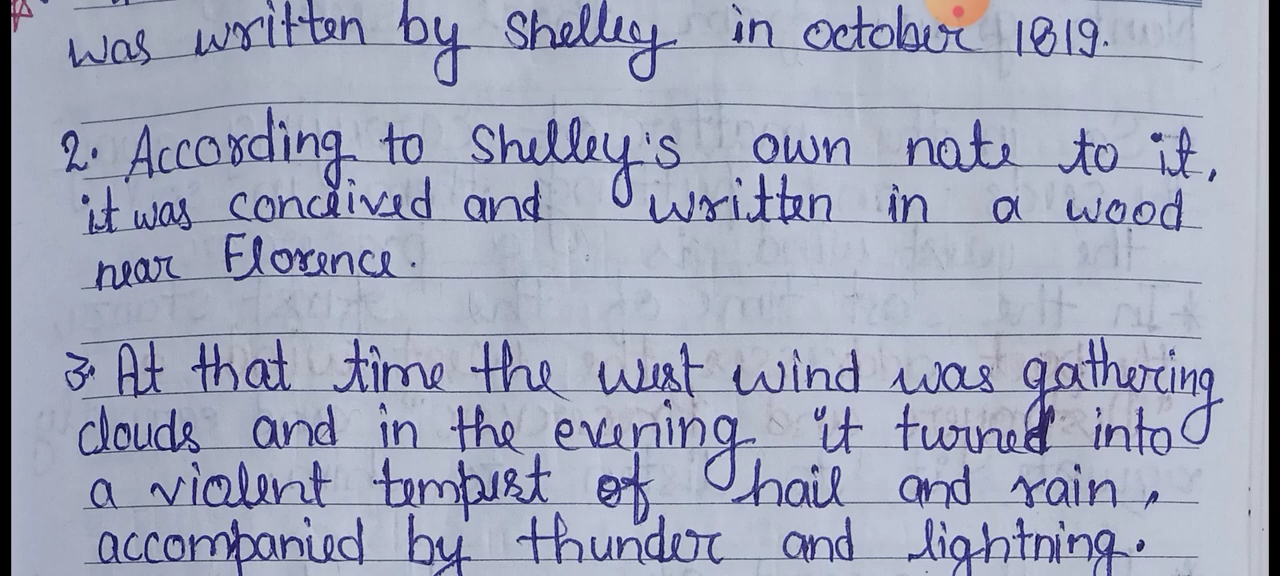 was written by Shelley in october 1819.
2. According to Shelley's own note to it,
it was conceived and written in a wood
near Florence.
3. At that time the west wind was gathering
clouds and in the evening it turned into
a violent tempest of hail and rain,
accompanied by thunder and lightning.